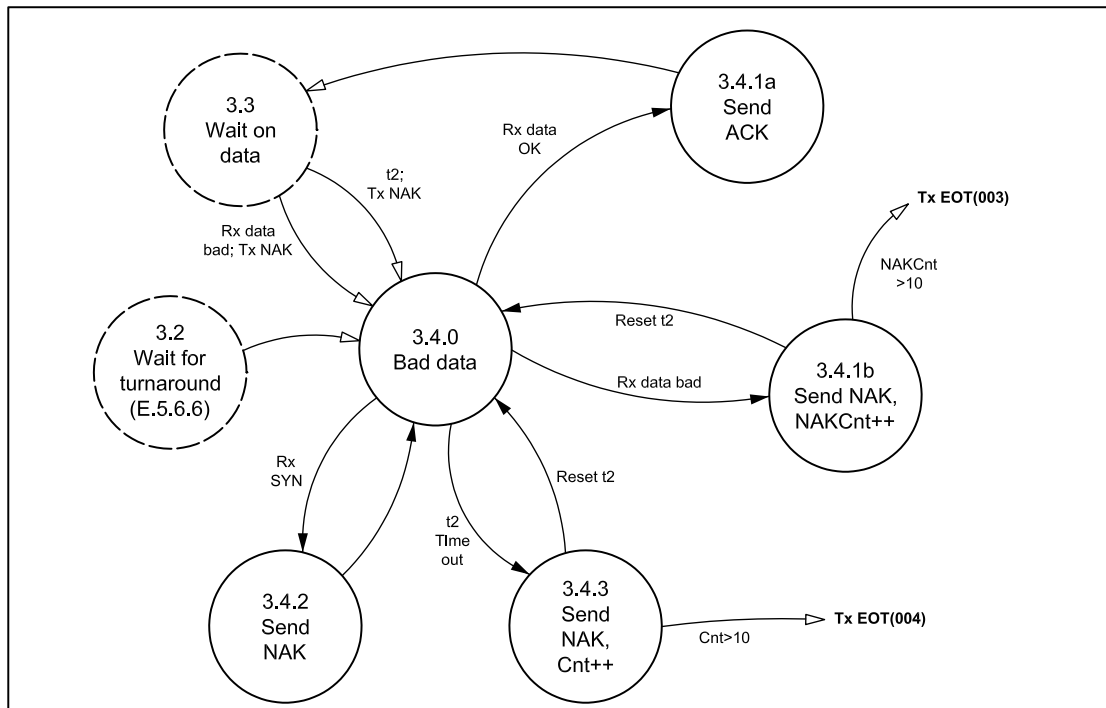 3.4.1a
Send
ACK
3.3
Wait on
data
Rx data
OK
t2;
Tx NAK
Tx EOT(003)
Rx data
bad; Tx NAK
NAKCnt
>10
3.2
Wait for
turnaround
(E.5.6.6)
3.4.0
Bad data
Reset t2
3.4.1b
Send NAK,
NAKCnt++
Rx data bad
Rx
SYN
Reset t2
t2
TIme
out
3.4.2
Send
NAK
3.4.3
Send
NAK,
Cnt++
Tx EOT(004)
Cnt>10